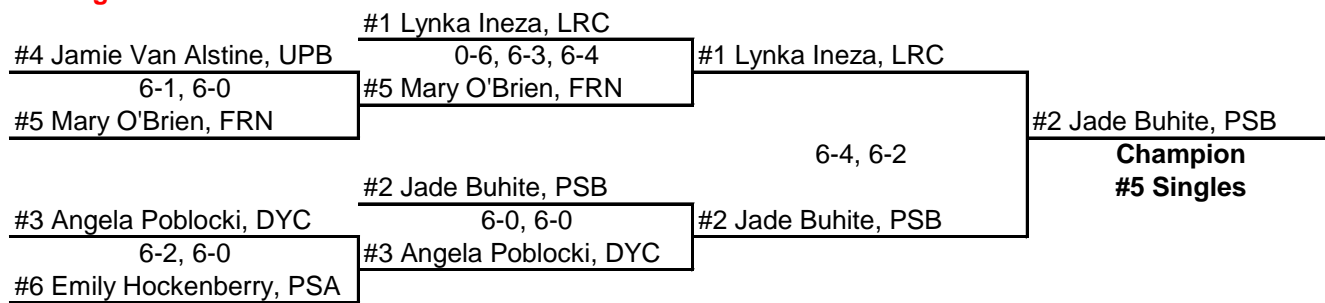 #1 Lynka Ineza, LRC
#4 Jamie Van Alstine, UPB
0-6, 6-3, 6-4
#1 Lynka Ineza, LRC
6-1, 6-0
#5 Mary O'Brien, FRN
#5 Mary O'Brien, FRN
#2 Jade Buhite, PSB
6-4, 6-2
Champion
#2 Jade Buhite, PSB
#5 Singles
#3 Angela Poblocki, DYC
6-0, 6-0
#2 Jade Buhite, PSB
6-2, 6-0
#3 Angela Poblocki, DYC
#6 Emily Hockenberry, PSA